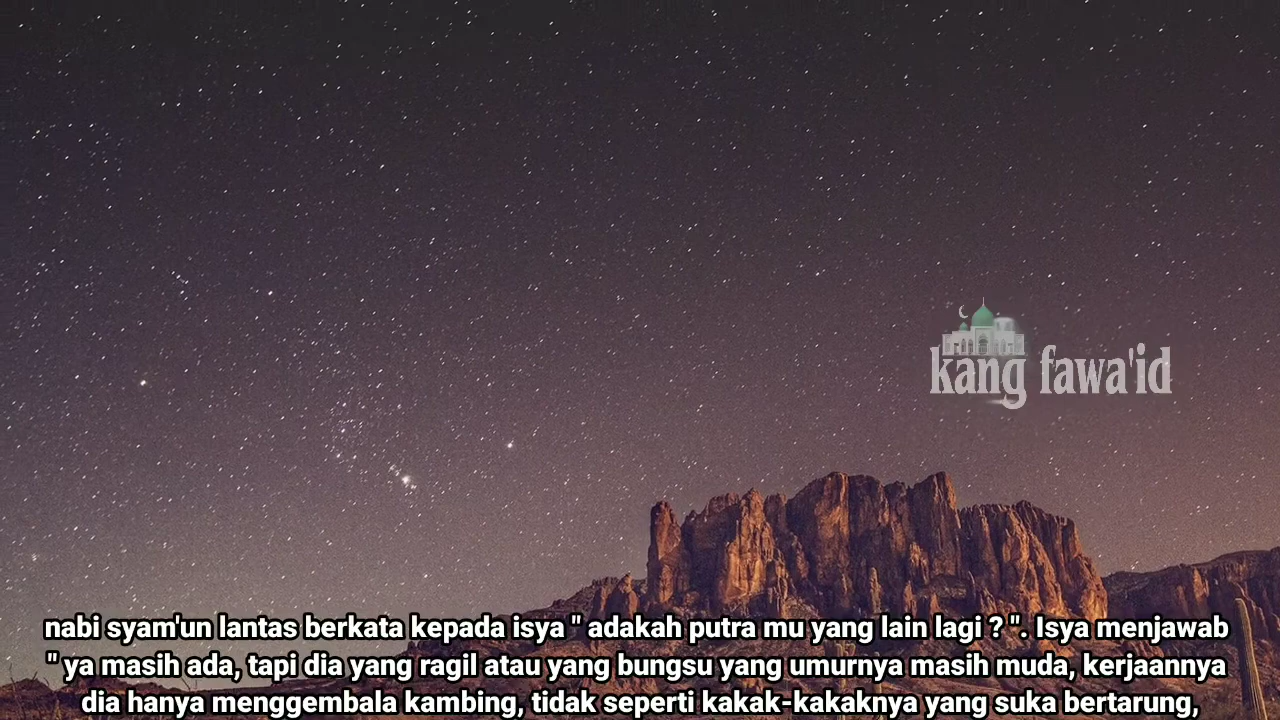 kang fawa'id
nabi syam'un lantas berkata kepada isya " adakah putra mu yang lain lagi ? ". Isya menjawab
" ya masih ada, tapi dia yang ragil atau yang bungsu yang umurnya masih muda, kerjaannya
dia hanya menggembala kambing, tidak seperti kakak-kakaknya yang suka bertarung,